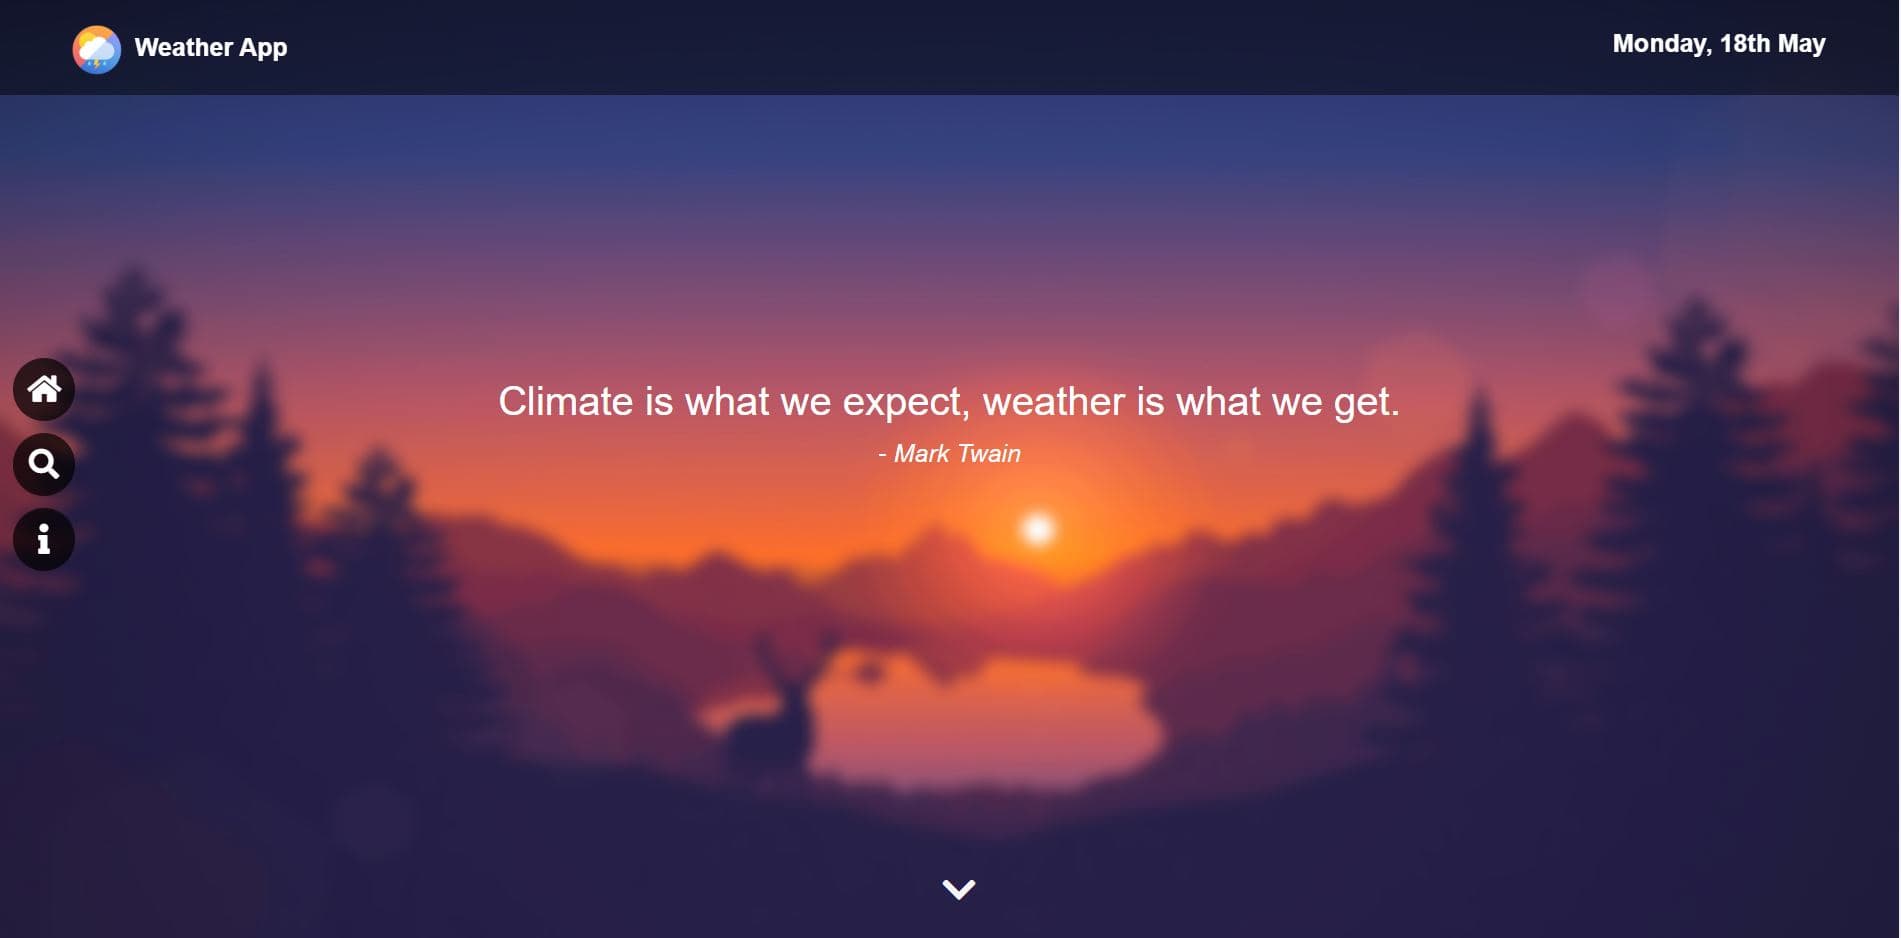 Weather App
Monday, 18th May
Climate is what we expect, weather is what we get.
- Mark Twain